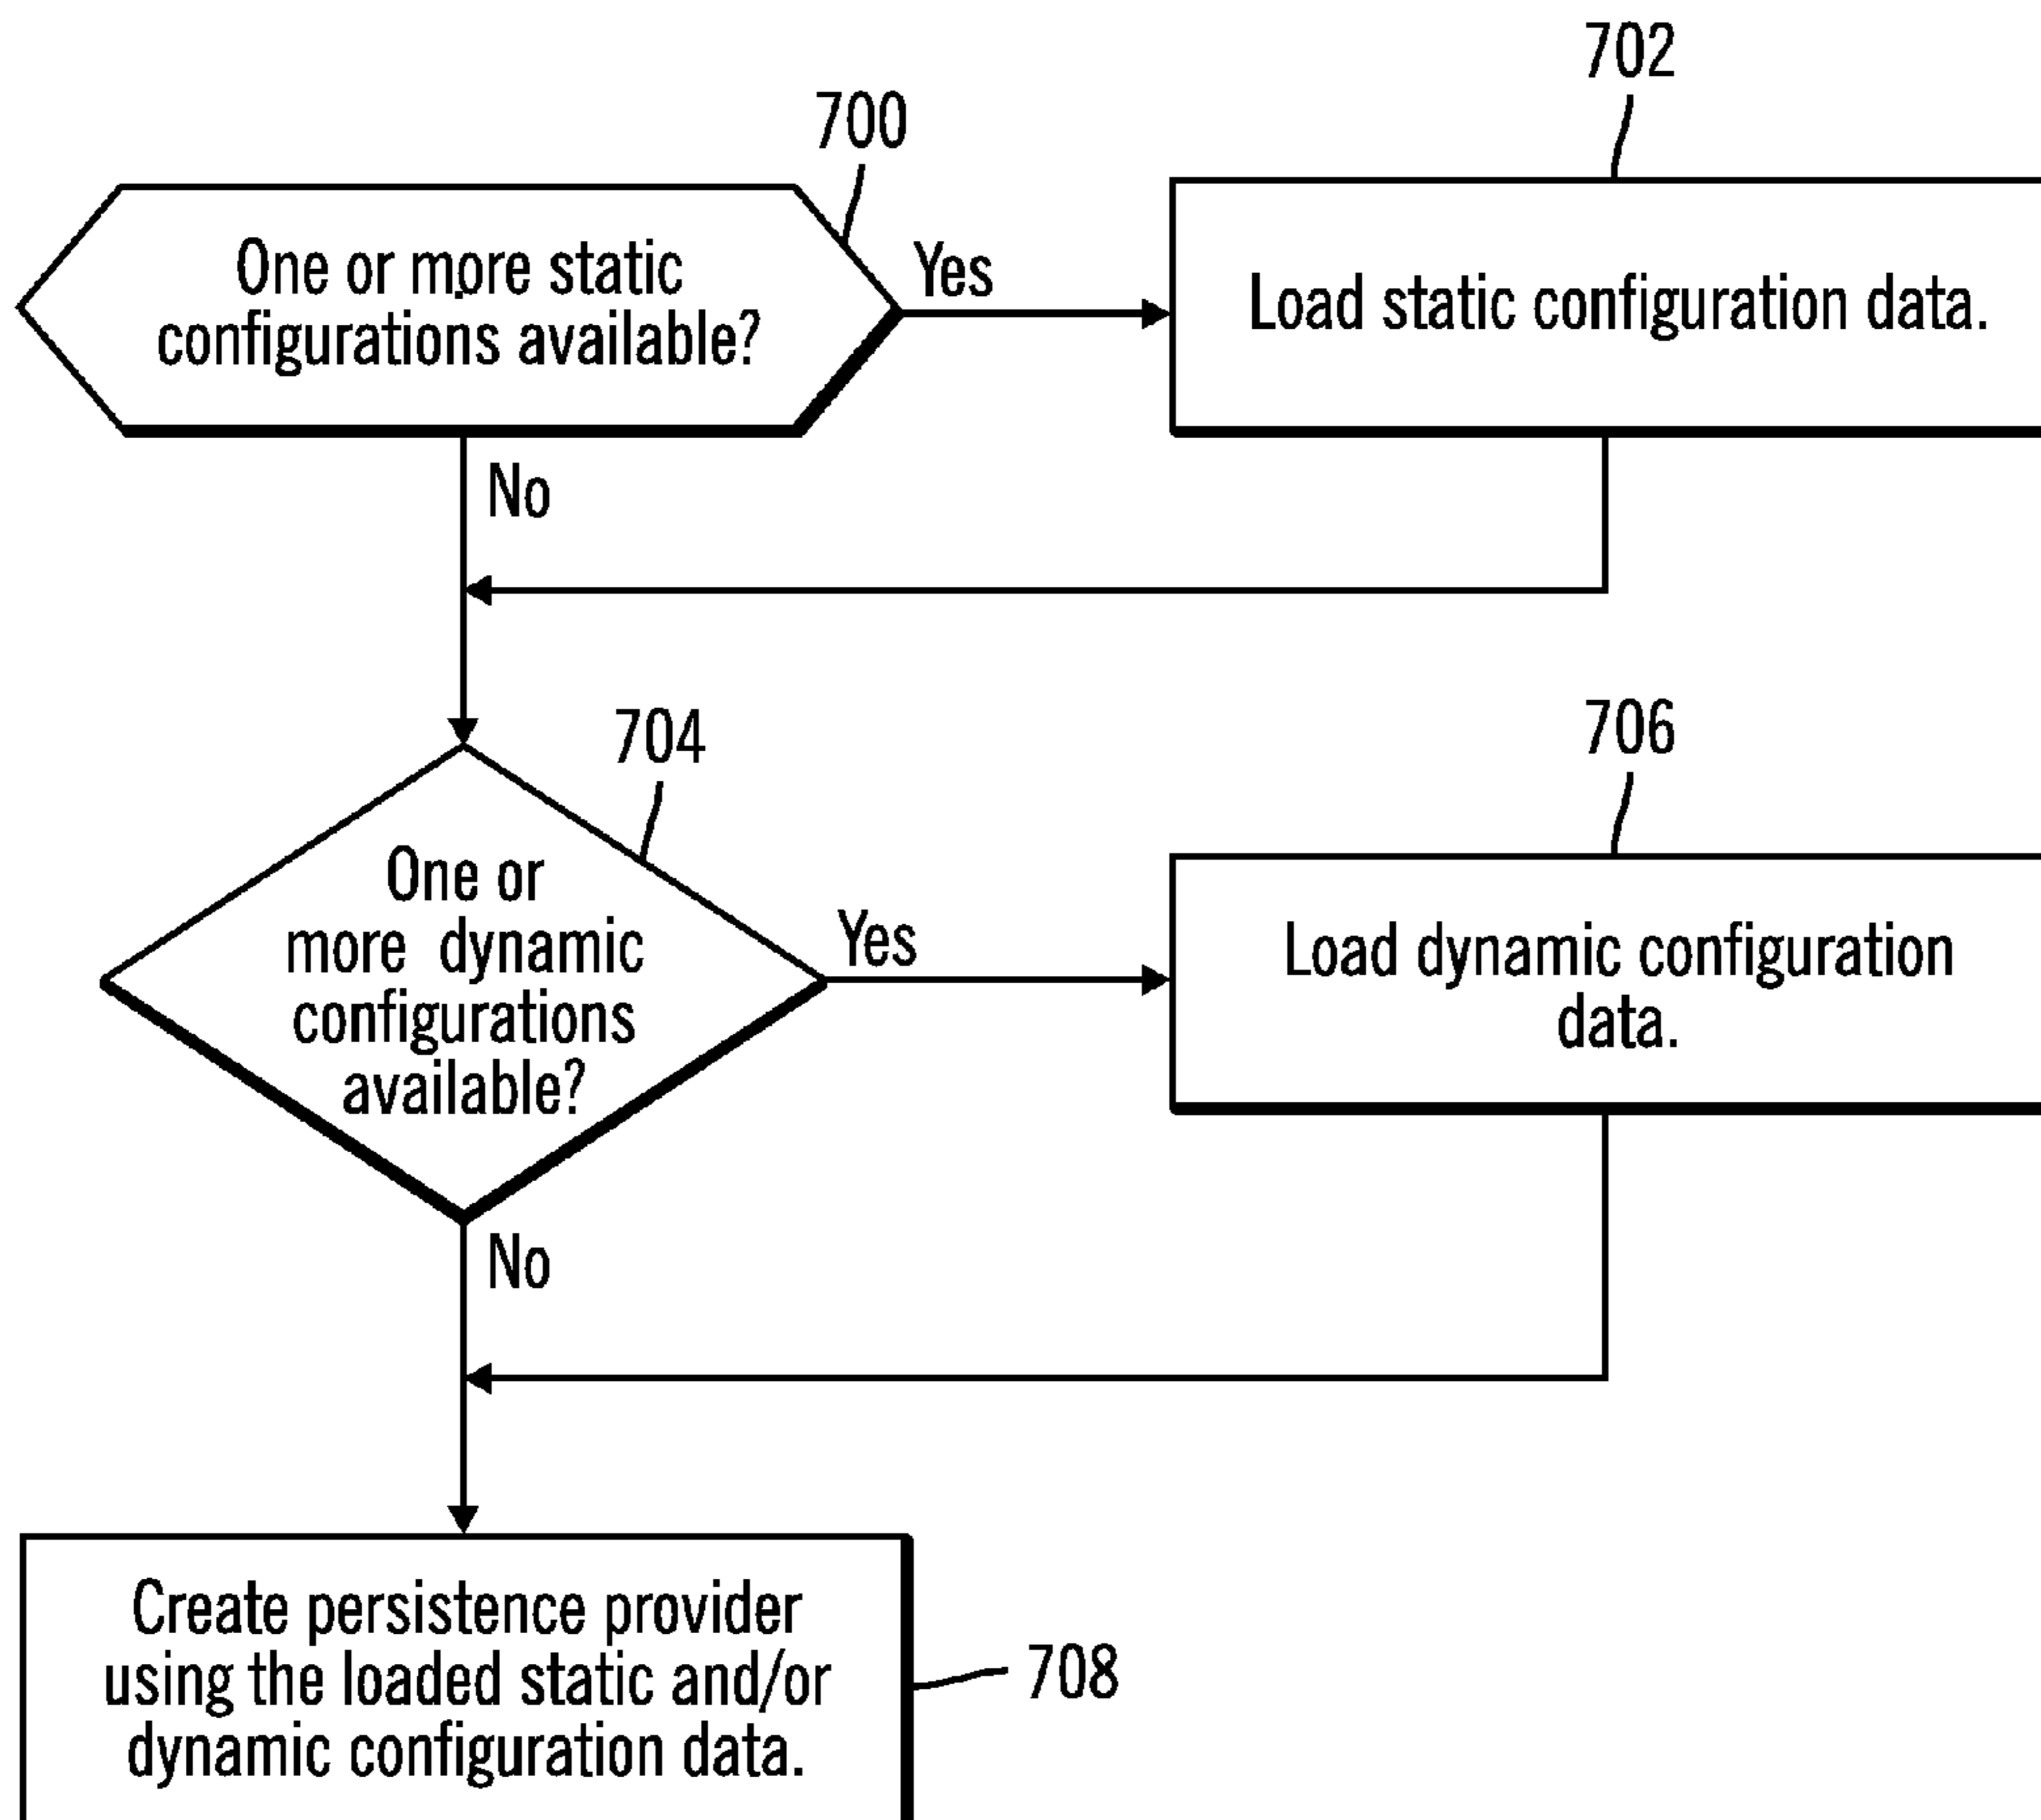 702
700
One or more static
configurations available?
Yes
Load static configuration data.
No
704
706
One or
more dynamic
configurations
available?
Yes
Load dynamic configuration
data.
No
Create persistence provider
using the loaded static and/or
dynamic configuration data.
708